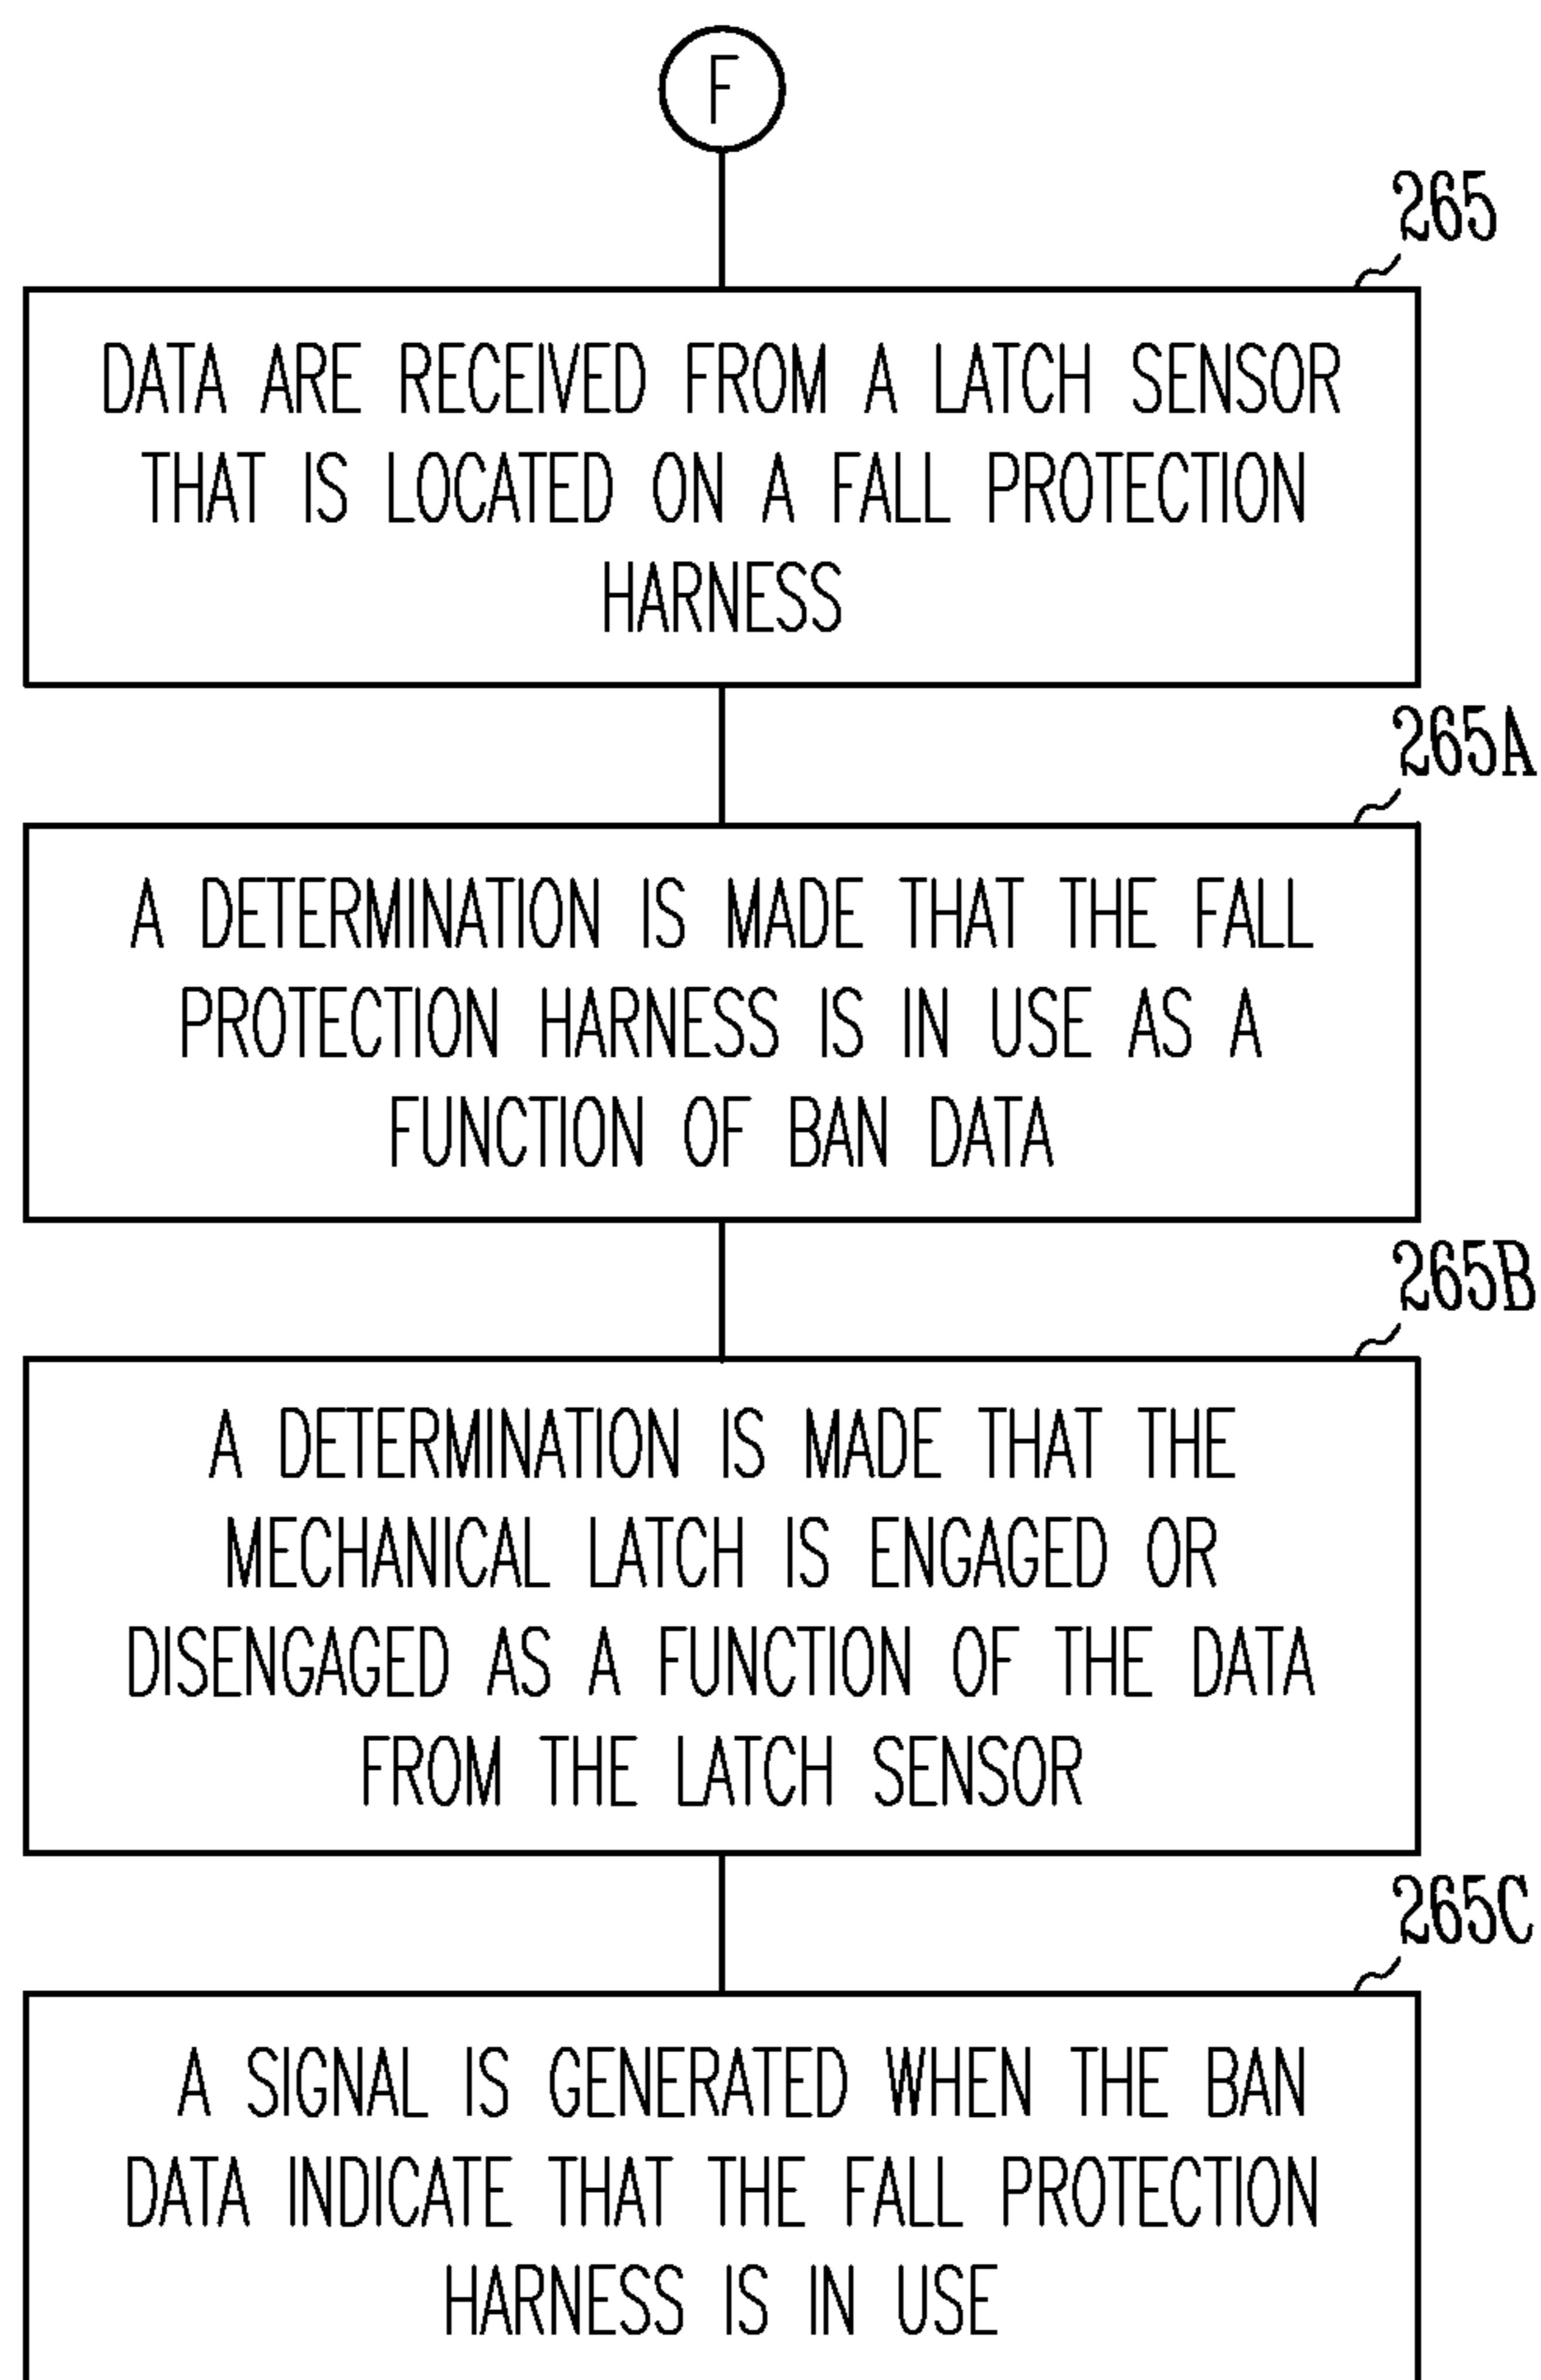 F
265
DATA ARE RECEIVED FROM A LATCH SENSOR
THAT IS LOCATED ON A FALL PROTECTION
HARNESS
265A
A DETERMINATION IS MADE THAT THE FALL
PROTECTION HARNESS IS IN USE AS A
FUNCTION OF BAN DATA
265B
A DETERMINATION IS MADE THAT THE
MECHANICAL LATCH IS ENGAGED OR
DISENGAGED AS A FUNCTION OF THE DATA
FROM THE LATCH SENSOR
265C
A SIGNAL IS GENERATED WHEN THE BAN
DATA INDICATE THAT THE FALL PROTECTION
HARNESS IS IN USE